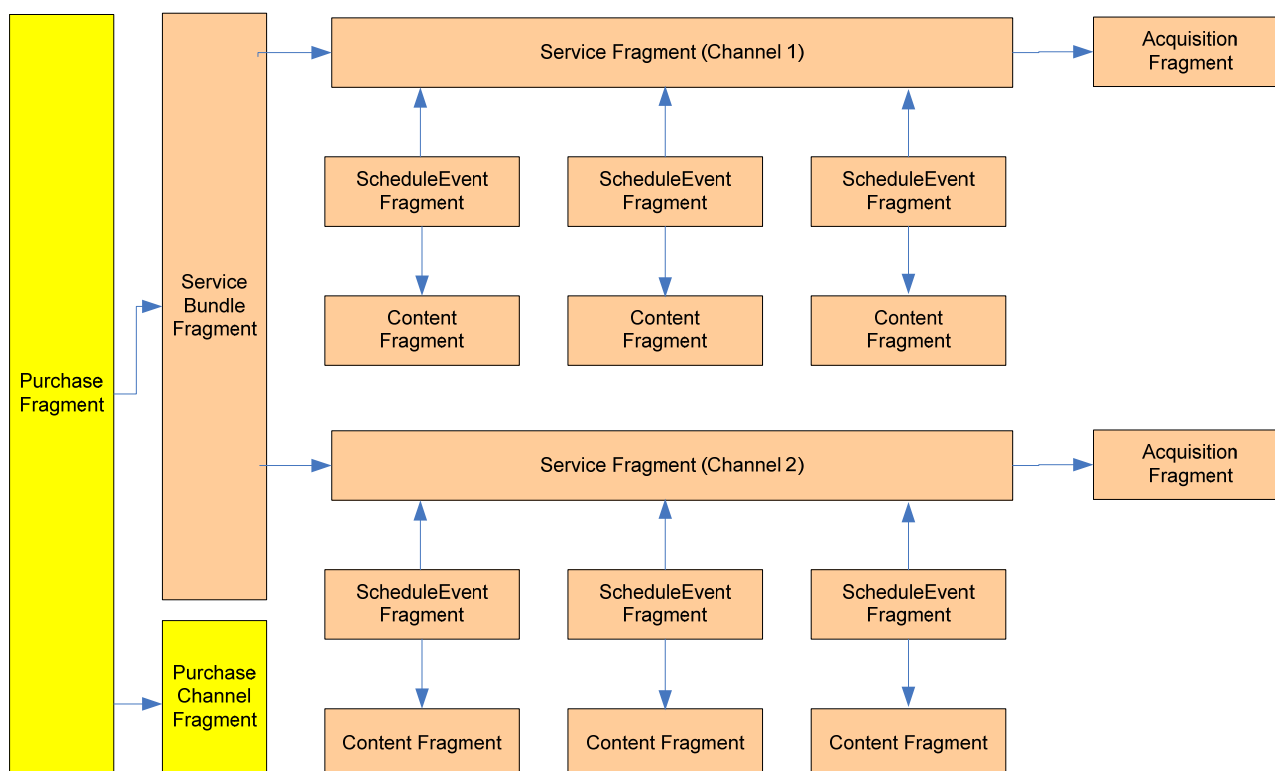 Service Fragment (Channel 1)
Acquisition
Fragment
ScheduleEvent
Fragment
ScheduleEvent
Fragment
ScheduleEvent
Fragment
Service
Bundle
Fragment
Content
Fragment
Content
Fragment
Content
Fragment
Purchase
Fragment
Service Fragment (Channel 2)
Acquisition
Fragment
ScheduleEvent
Fragment
ScheduleEvent
Fragment
ScheduleEvent
Fragment
Purchase
Channel
Fragment
Content Fragment
Content Fragment
Content Fragment